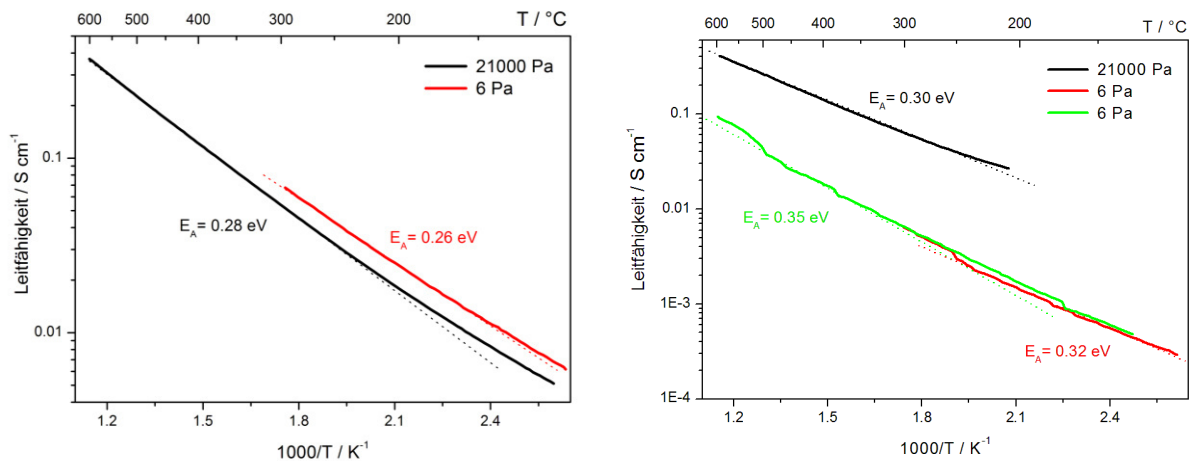 600 500 400 300 200 T / °C
21000 Pa
6 Pa
0.1
0.01
Leitfähigkeit / S cm⁻¹
E_A= 0.28 eV
E_A= 0.26 eV
1.2 1.5 1.8 2.1 2.4
1000/T / K⁻¹
600 500 400 300 200 T / °C
21000 Pa
6 Pa
6 Pa
0.1
0.01
1E-3
1E-4
Leitfähigkeit / S cm⁻¹
E_A= 0.30 eV
E_A= 0.35 eV
E_A= 0.32 eV
1.2 1.5 1.8 2.1 2.4
1000/T / K⁻¹